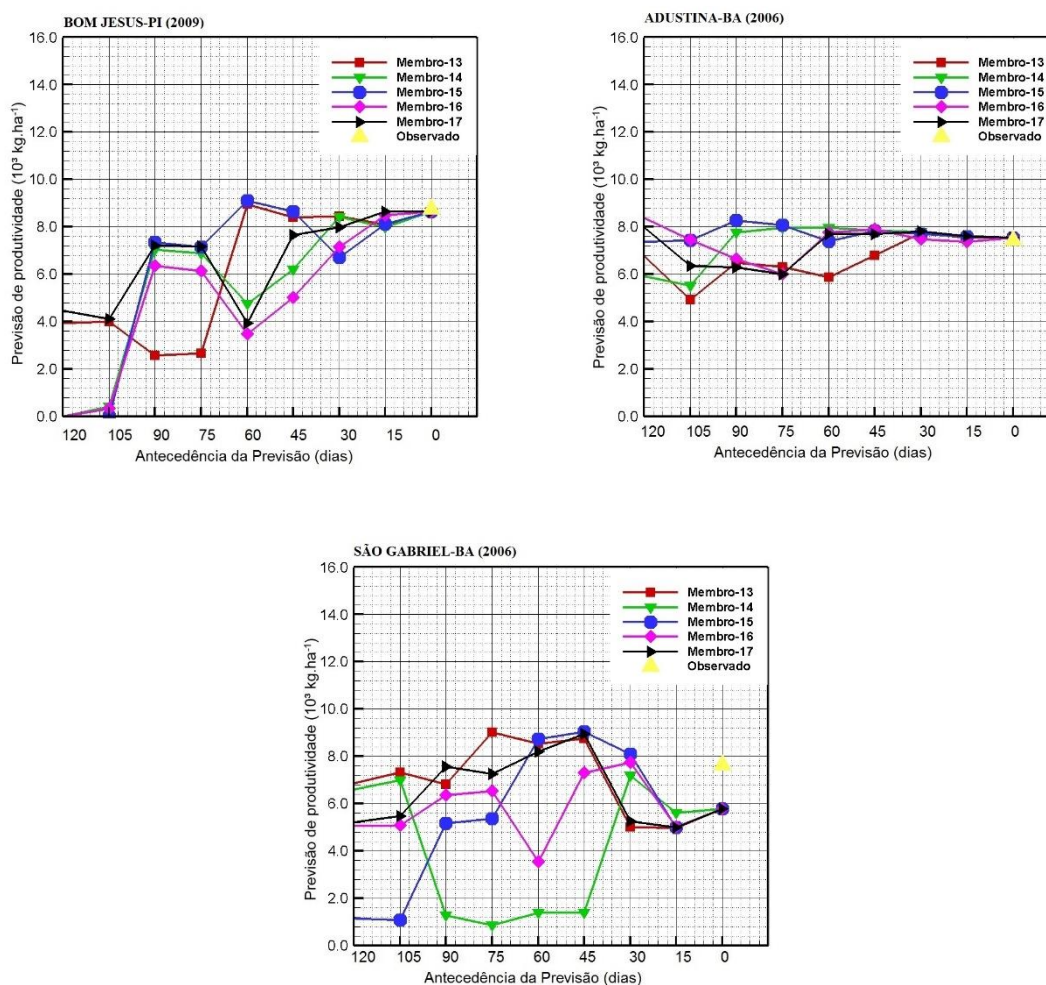 BOM JESUS-PI (2009)
16.0
14.0
12.0
10.0
8.0
6.0
4.0
2.0
0.0
Previsão de produtividade (10³ kg.ha⁻¹)
Membro-13
Membro-14
Membro-15
Membro-16
Membro-17
Observado
120 105 90 75 60 45 30 15 0
Antecedência da Previsão (dias)
ADUSTINA-BA (2006)
16.0
14.0
12.0
10.0
8.0
6.0
4.0
2.0
0.0
Previsão de produtividade (10³ kg.ha⁻¹)
Membro-13
Membro-14
Membro-15
Membro-16
Membro-17
Observado
120 105 90 75 60 45 30 15 0
Antecedência da Previsão (dias)
SÃO GABRIEL-BA (2006)
16.0
14.0
12.0
10.0
8.0
6.0
4.0
2.0
0.0
Previsão de produtividade (10³ kg.ha⁻¹)
Membro-13
Membro-14
Membro-15
Membro-16
Membro-17
Observado
120 105 90 75 60 45 30 15 0
Antecedência da Previsão (dias)